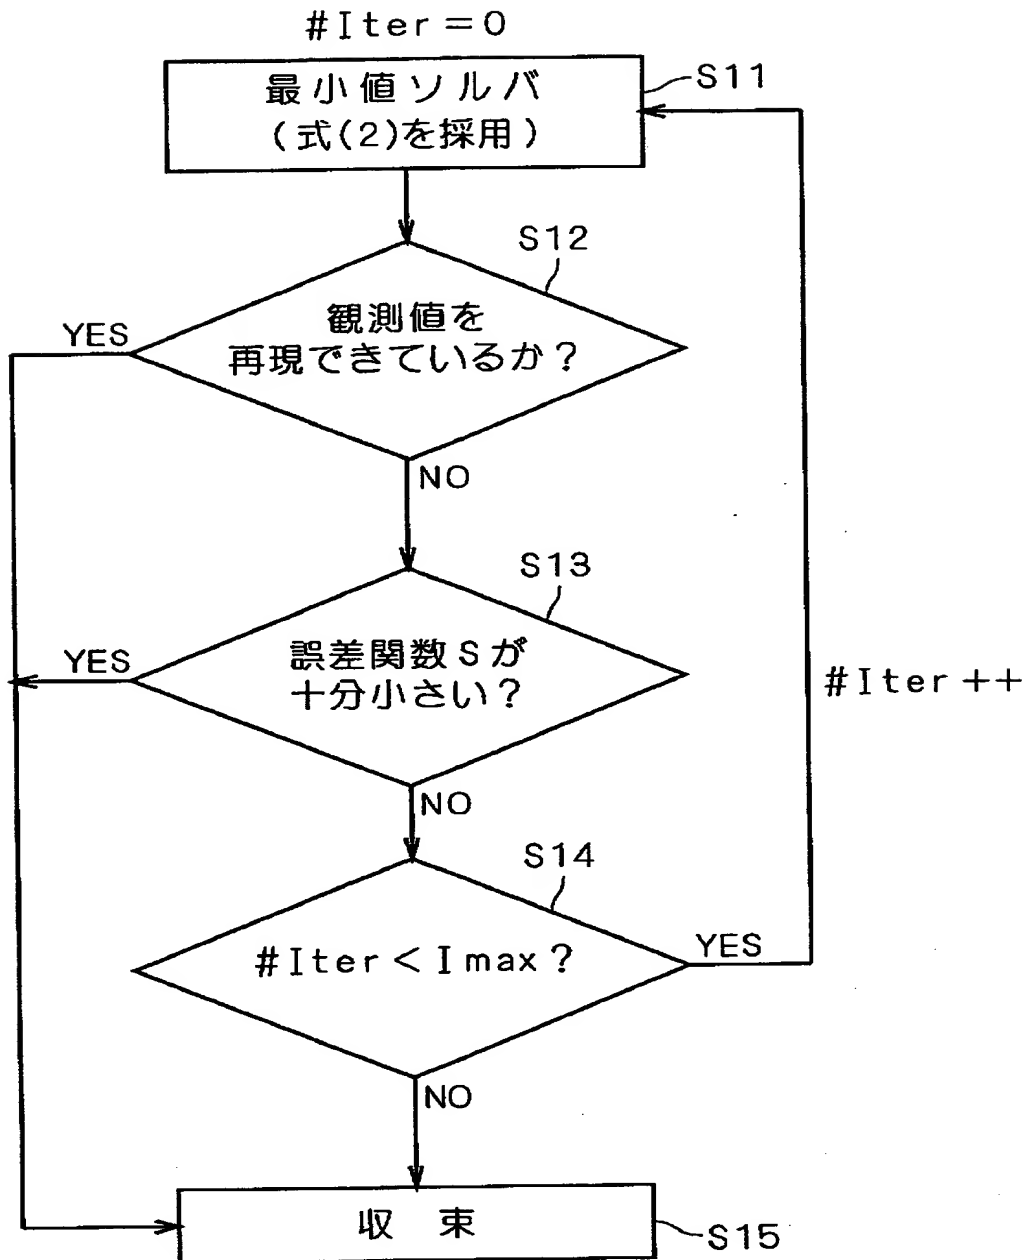 #Iter=0
最小値ソルバ
(式(2)を採用)
S11
S12
観測値を
再現できているか?
YES
NO
S13
誤差関数Sが
十分小さい?
YES
#Iter++
NO
S14
#Iter<Imax?
YES
NO
収 束
S15